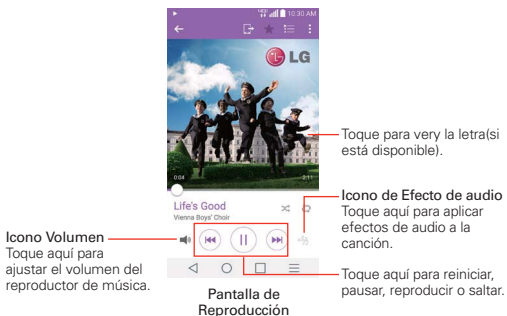 10:30 AM
LG
0:04
2:11
Life's Good
Vienna Boys' Choir
Toque para very la letra(si
está disponible).
Icono de Efecto de audio
Toque aquí para aplicar
efectos de audio a la
canción.
Icono Volumen
Toque aquí para
ajustar el volumen del
reproductor de música.
Toque aquí para reiniciar,
pausar, reproducir o saltar.
Pantalla de
Reproducción